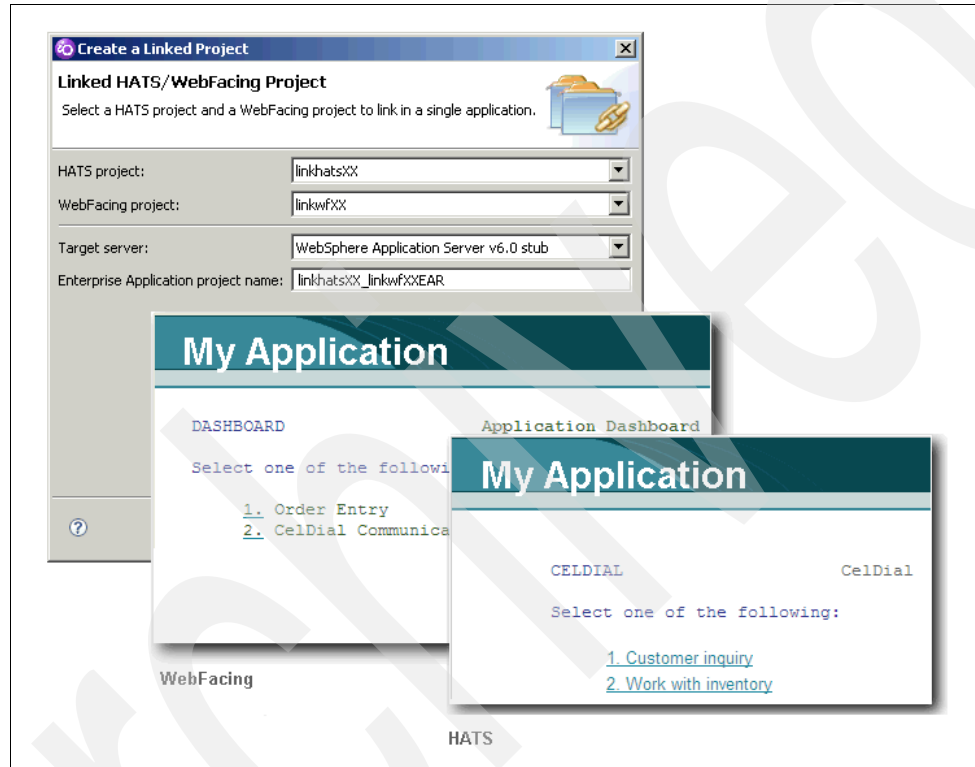 Create a Linked Project
Linked HATS/WebFacing Project
Select a HATS project and a WebFacing project to link in a single application.
HATS project: linkhatsXX
WebFacing project: linkwfXX
Target server: WebSphere Application Server v6.0 stub
Enterprise Application project name: linkhatsXX_linkwfXXEAR
My Application
DASHBOARD Application Dashboard
Select one of the followi
1. Order Entry
2. CelDial Communica
My Application
CELDIAL CelDial
Select one of the following:
1. Customer inquiry
2. Work with inventory
WebFacing
HATS